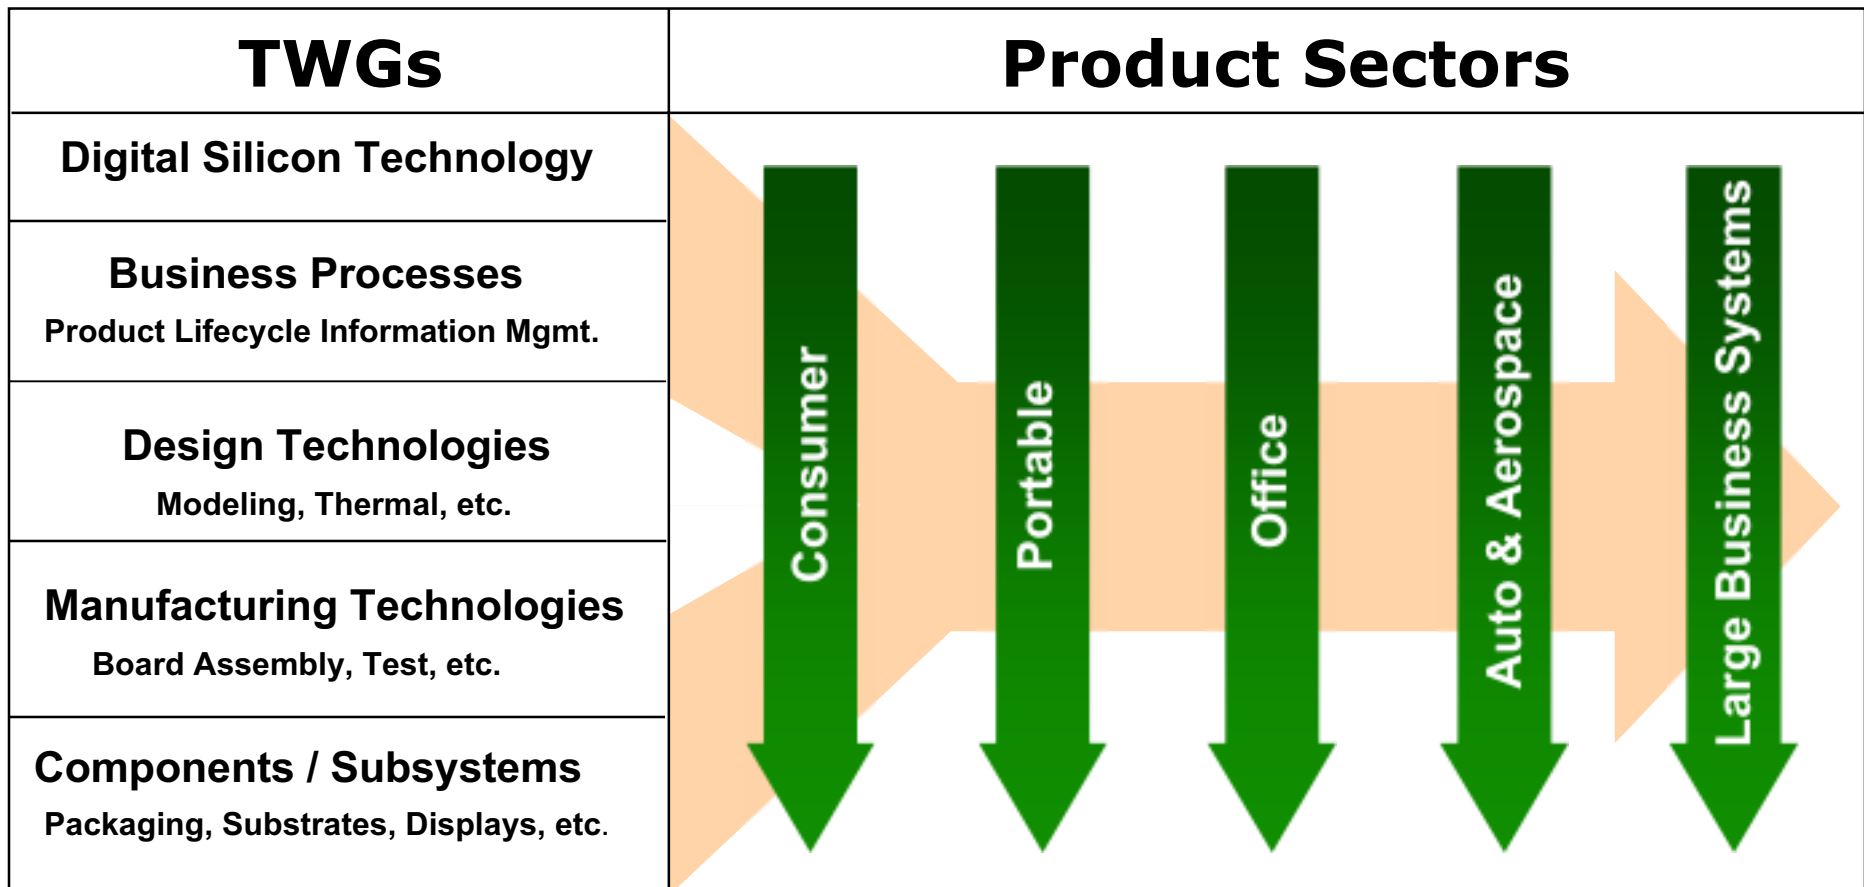 TWGs
Product Sectors
Digital Silicon Technology
Business Processes
Product Lifecycle Information Mgmt.
Design Technologies
Modeling, Thermal, etc.
Manufacturing Technologies
Board Assembly, Test, etc.
Components / Subsystems
Packaging, Substrates, Displays, etc.
Consumer
Portable
Office
Auto & Aerospace
Large Business Systems